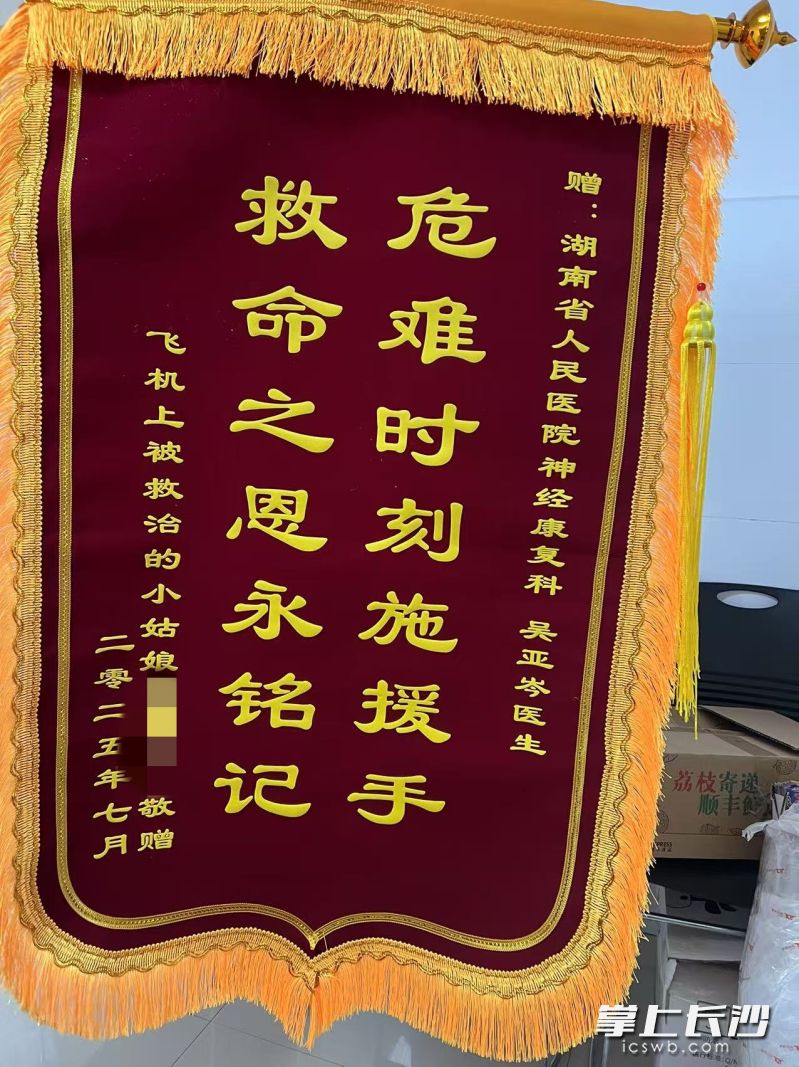 赠：湖南省人民医院神经康复科 吴亚岑医生
危难时刻施援手
救命之恩永铭记
飞机上被救治的小姑娘
敬赠
二零二五年七月
荔枝寄递
顺丰
掌上长沙
icswb.com